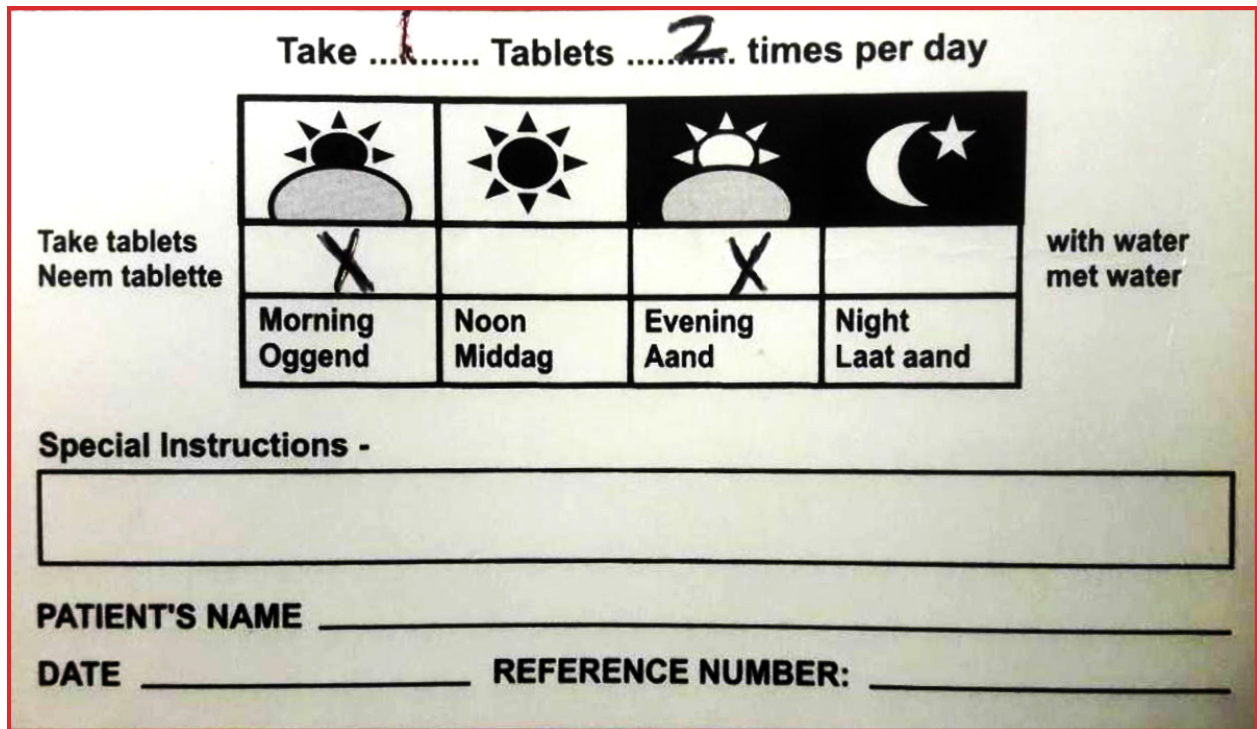 Take ...1....... Tablets .....2..... times per day
Take tablets
Neem tablette
X
X
with water
met water
Morning
Oggend
Noon
Middag
Evening
Aand
Night
Laat aand
Special Instructions -
PATIENT'S NAME
DATE
REFERENCE NUMBER: